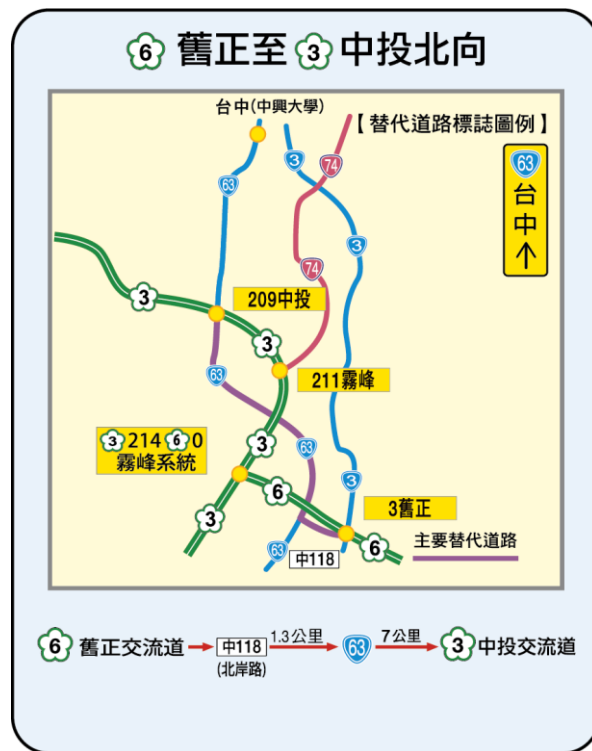 6 舊正至 3 中投北向
台中(中興大學)
【替代道路標誌圖例】
63
台
中
↑
3
74
63
3
74
3
209中投
3
63
211霧峰
3 214 6 0
霧峰系統
3
63
6
3
3舊正
3
63
中118
6
主要替代道路
6 舊正交流道 → 中118 1.3公里 63 7公里 3 中投交流道
(北岸路)